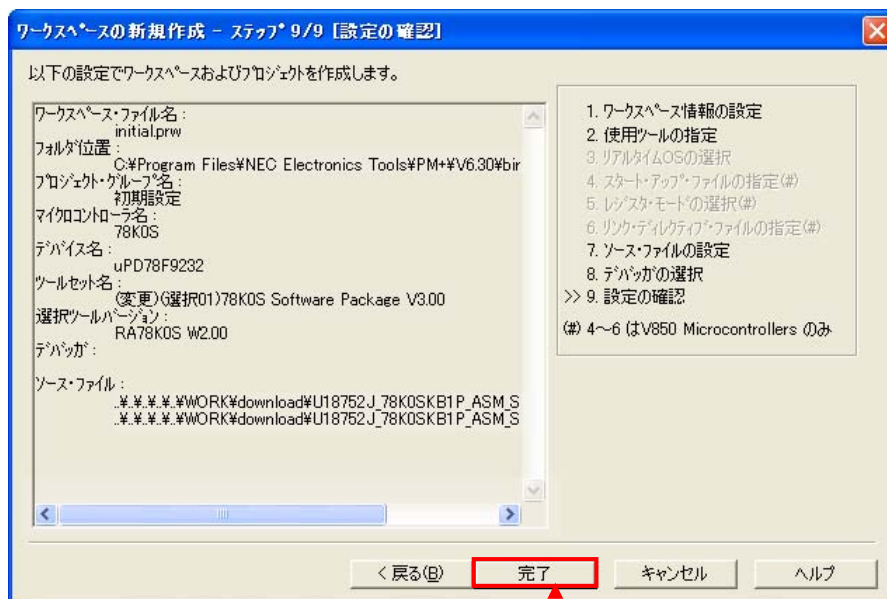 ワークスペースの新規作成 - ステップ 9/9 [設定の確認]
以下の設定でワークスペースおよびプロジェクトを作成します。
ワークスペース・ファイル名 :
initial.prw
フォルダ位置 :
C:¥Program Files¥NEC Electronics Tools¥PM+¥V6.30¥bir
プロジェクト・グループ名 :
初期設定
マイクロコントローラ名 :
78K0S
デバイス名 :
uPD78F9232
ツールセット名 :
(変更)(選択01)78K0S Software Package V3.00
選択ツールバージョン :
RA78K0S W2.00
デバッガ :
ソース・ファイル :
..¥..¥..¥..¥..¥WORK¥download¥U18752J_78K0SKB1P_ASM_S
..¥..¥..¥..¥..¥WORK¥download¥U18752J_78K0SKB1P_ASM_S
1. ワークスペース情報の設定
2. 使用ツールの指定
3. リアルタイムOSの選択
4. スタート・アップ・ファイルの指定(#)
5. レジスタ・モードの選択(#)
6. リンク・ディレクティブ・ファイルの指定(#)
7. ソース・ファイルの設定
8. デバッガの選択
>> 9. 設定の確認
(#) 4～6 はV850 Microcontrollers のみ
< 戻る(B)
完了
キャンセル
ヘルプ